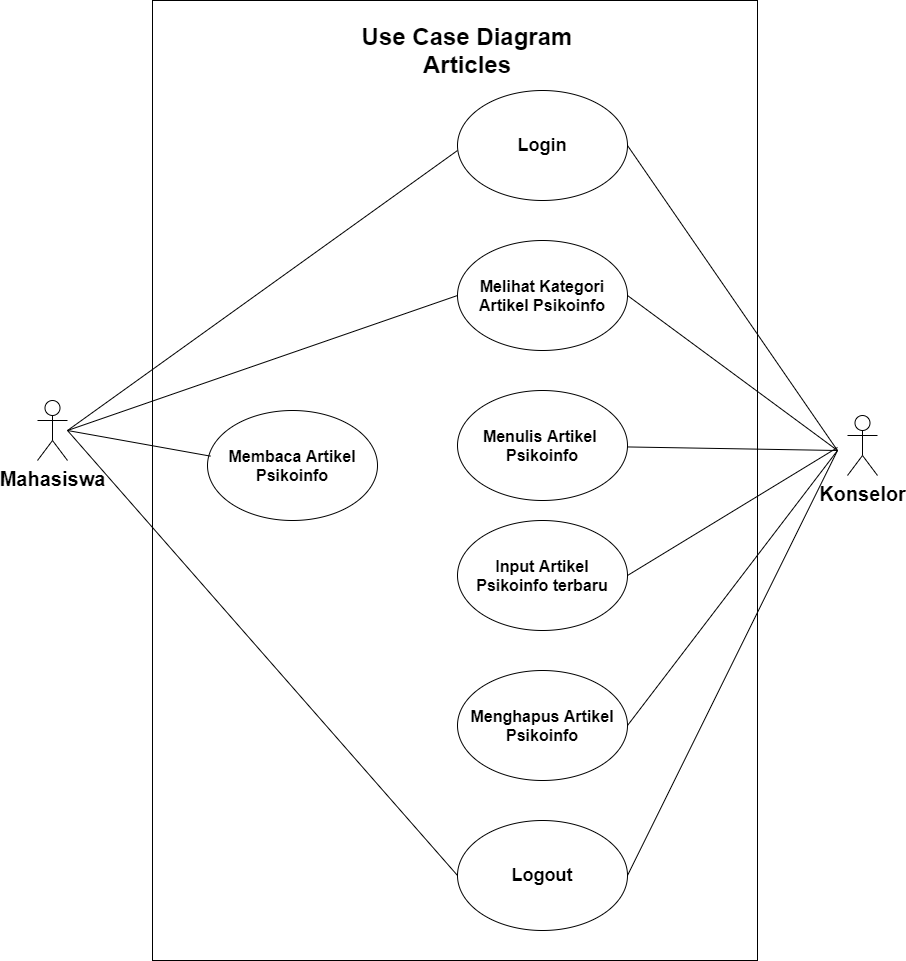 Use Case Diagram
Articles
Login
Melihat Kategori
Artikel Psikoinfo
Mahasiswa
Membaca Artikel
Psikoinfo
Menulis Artikel
Psikoinfo
Konselor
Input Artikel
Psikoinfo terbaru
Menghapus Artikel
Psikoinfo
Logout